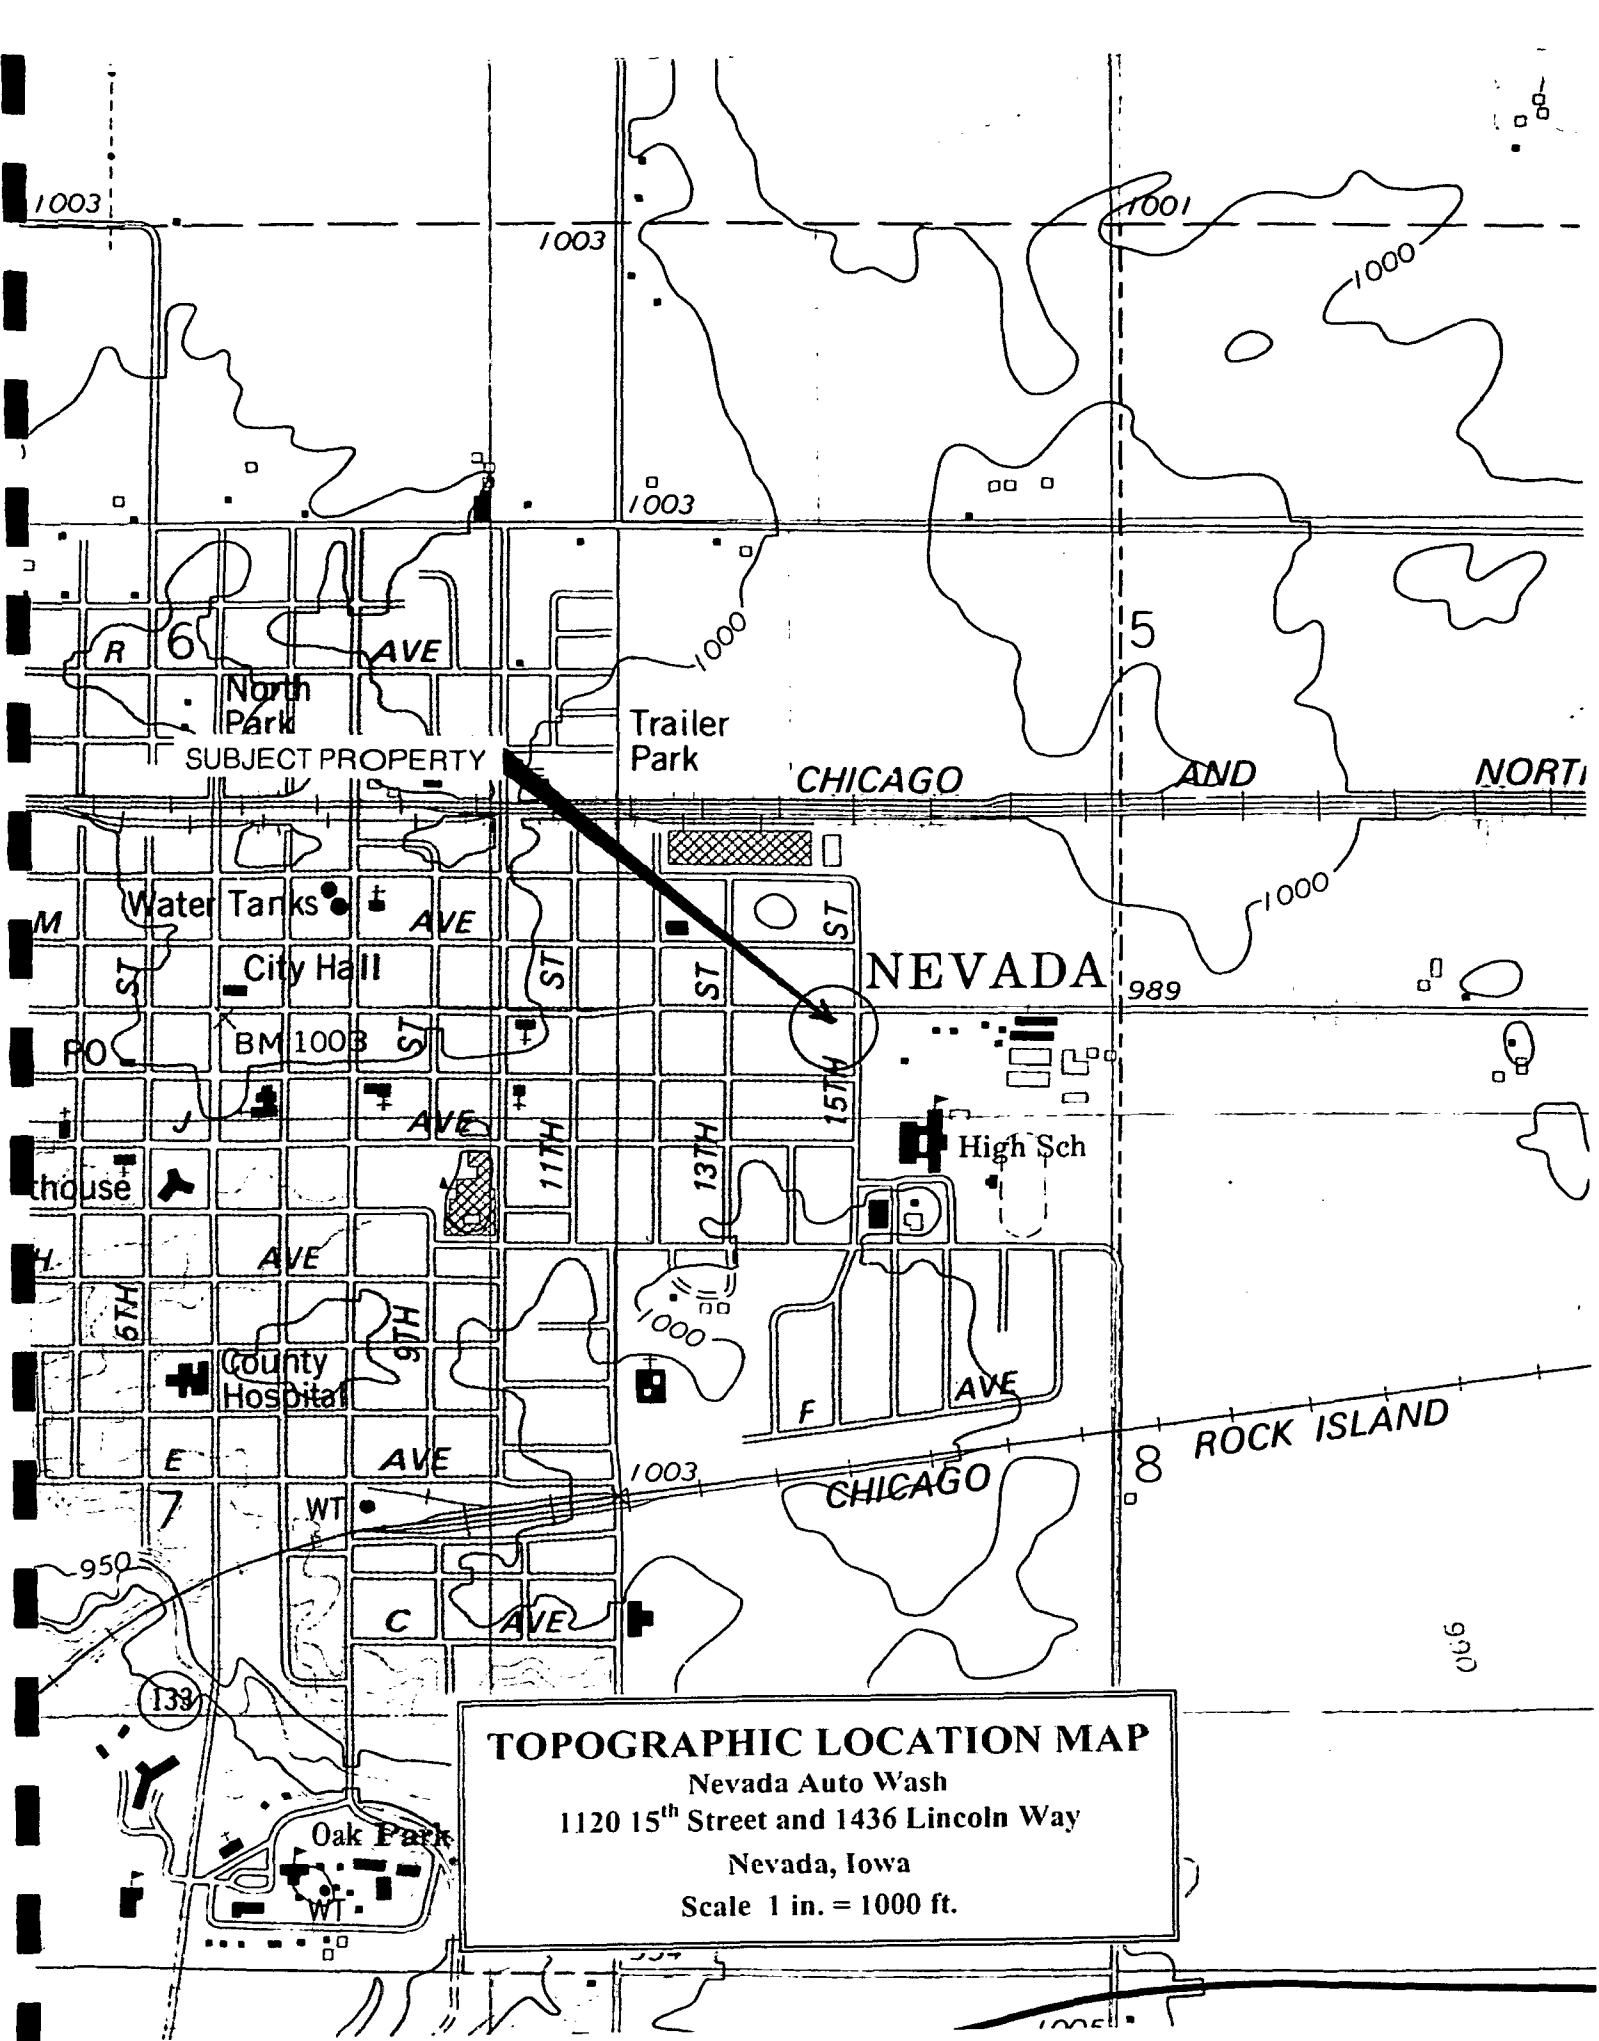 1003
1001
1003
1000
1003
1000
5
6
R AVE
North
Park
Trailer
Park
SUBJECT PROPERTY
CHICAGO AND NORTH
1000
Water Tanks
M AVE
ST
City Hall
ST
ST
ST
NEVADA
989
PO
BM 1003
ST
15TH
J AVE
11TH
13TH
High Sch
thouse
H AVE
6TH
9TH
1000
County
Hospital
F AVE
E AVE
1003
CHICAGO
ROCK ISLAND
8
7
WT
950
C AVE
990
133
TOPOGRAPHIC LOCATION MAP
Nevada Auto Wash
1120 15th Street and 1436 Lincoln Way
Nevada, Iowa
Scale 1 in. = 1000 ft.
Oak Park
WT
1005